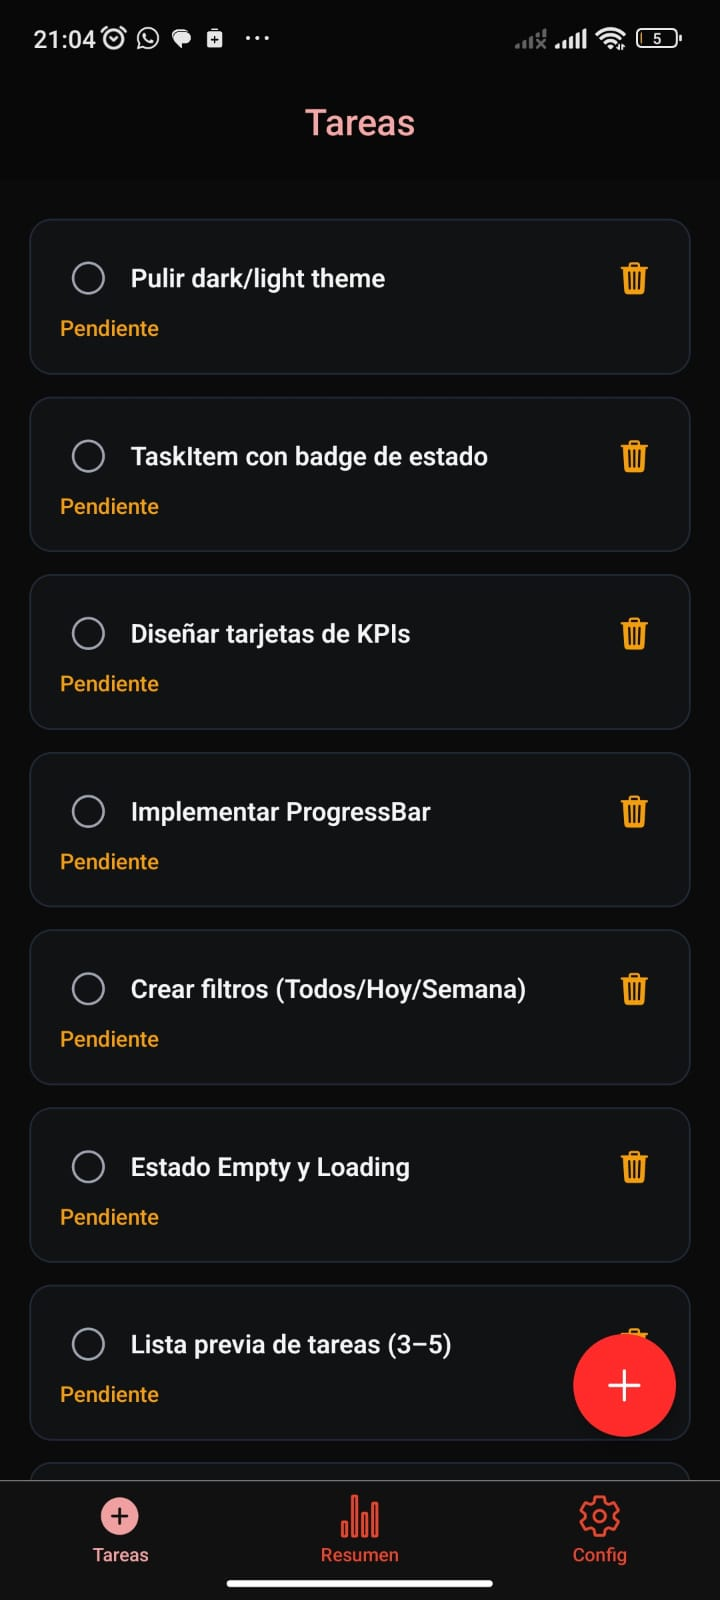 21:04
5
Tareas
Pulir dark/light theme
Pendiente
TaskItem con badge de estado
Pendiente
Diseñar tarjetas de KPIs
Pendiente
Implementar ProgressBar
Pendiente
Crear filtros (Todos/Hoy/Semana)
Pendiente
Estado Empty y Loading
Pendiente
Lista previa de tareas (3–5)
Pendiente
Tareas
Resumen
Config